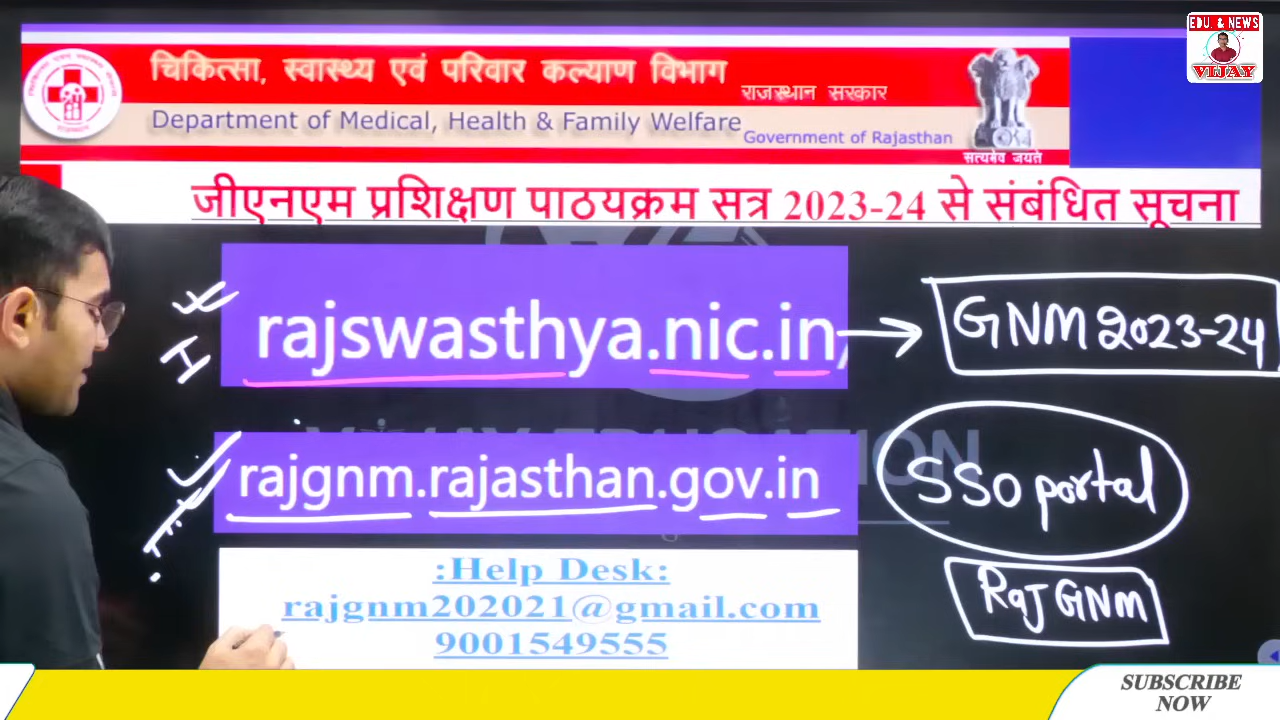 EDU. & NEWS
VIJAY
चिकित्सा, स्वास्थ्य एवं परिवार कल्याण विभाग
राजस्थान सरकार
Department of Medical, Health & Family Welfare
Government of Rajasthan
सत्यमेव जयते
जीएनएम प्रशिक्षण पाठयक्रम सत्र 2023-24 से संबंधित सूचना
rajswasthya.nic.in,
GNM 2023-24
rajgnm.rajasthan.gov.in
SSO portal
:Help Desk:
rajgnm202021@gmail.com
9001549555
Raj GNM
SUBSCRIBE
NOW